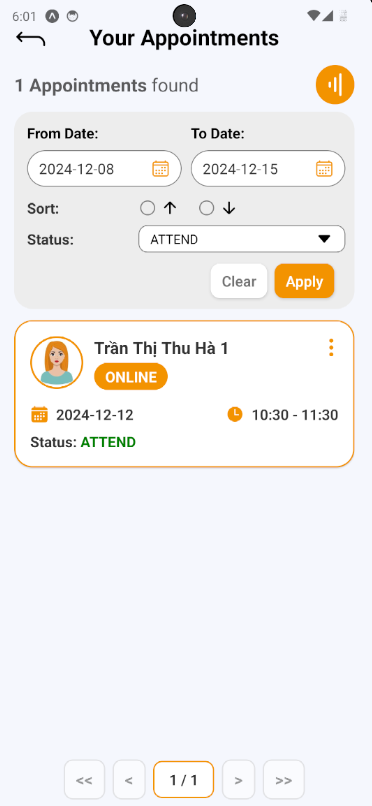 6:01
Your Appointments
1 Appointments found
From Date: To Date:
2024-12-08 2024-12-15
Sort:
Status: ATTEND
Clear Apply
Trần Thị Thu Hà 1
ONLINE
2024-12-12 10:30 - 11:30
Status: ATTEND
<< < 1 / 1 > >>